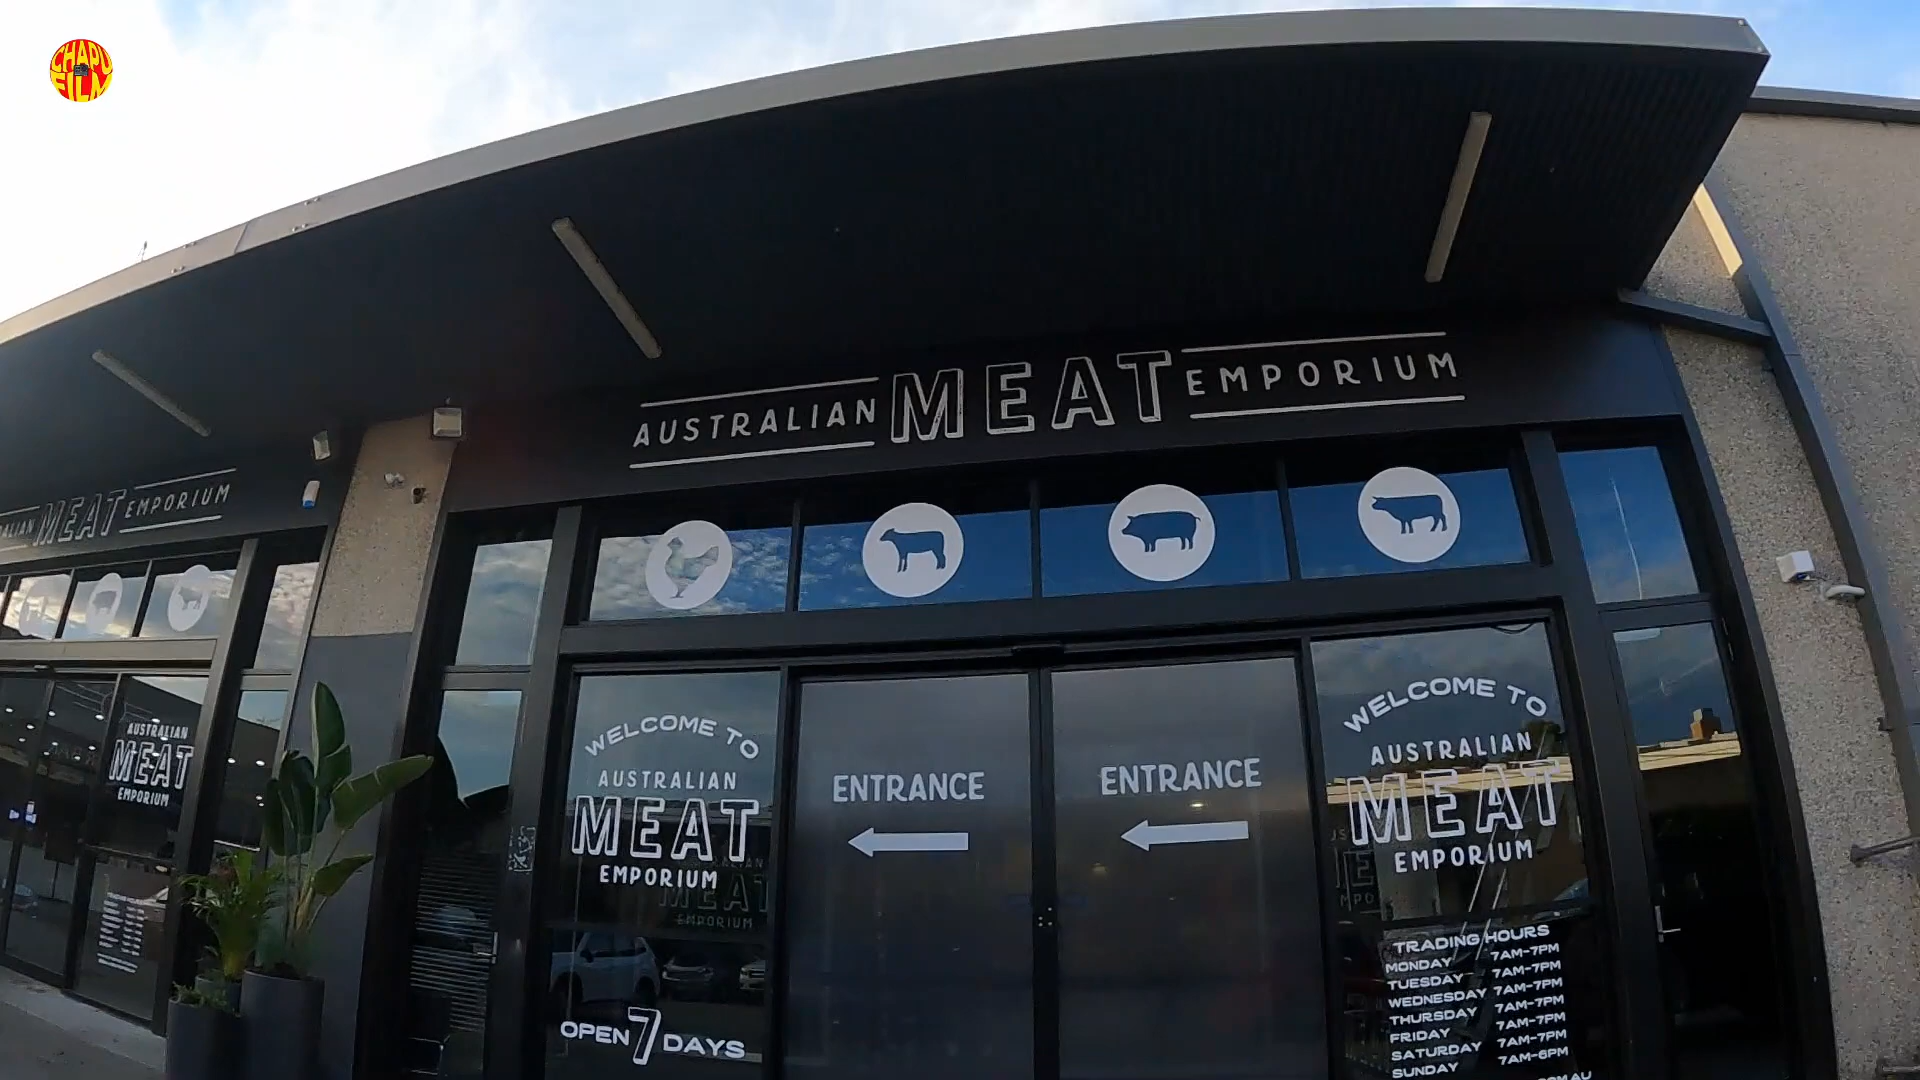 CHAPU
FILM
AUSTRALIAN MEAT EMPORIUM
MEAT EMPORIUM
AUSTRALIAN
MEAT
EMPORIUM
WELCOME TO
AUSTRALIAN
MEAT
EMPORIUM
OPEN 7 DAYS
ENTRANCE
ENTRANCE
WELCOME TO
AUSTRALIAN
MEAT
EMPORIUM
TRADING HOURS
MONDAY 7AM-7PM
TUESDAY 7AM-7PM
WEDNESDAY 7AM-7PM
THURSDAY 7AM-7PM
FRIDAY 7AM-7PM
SATURDAY 7AM-7PM
SUNDAY 7AM-6PM